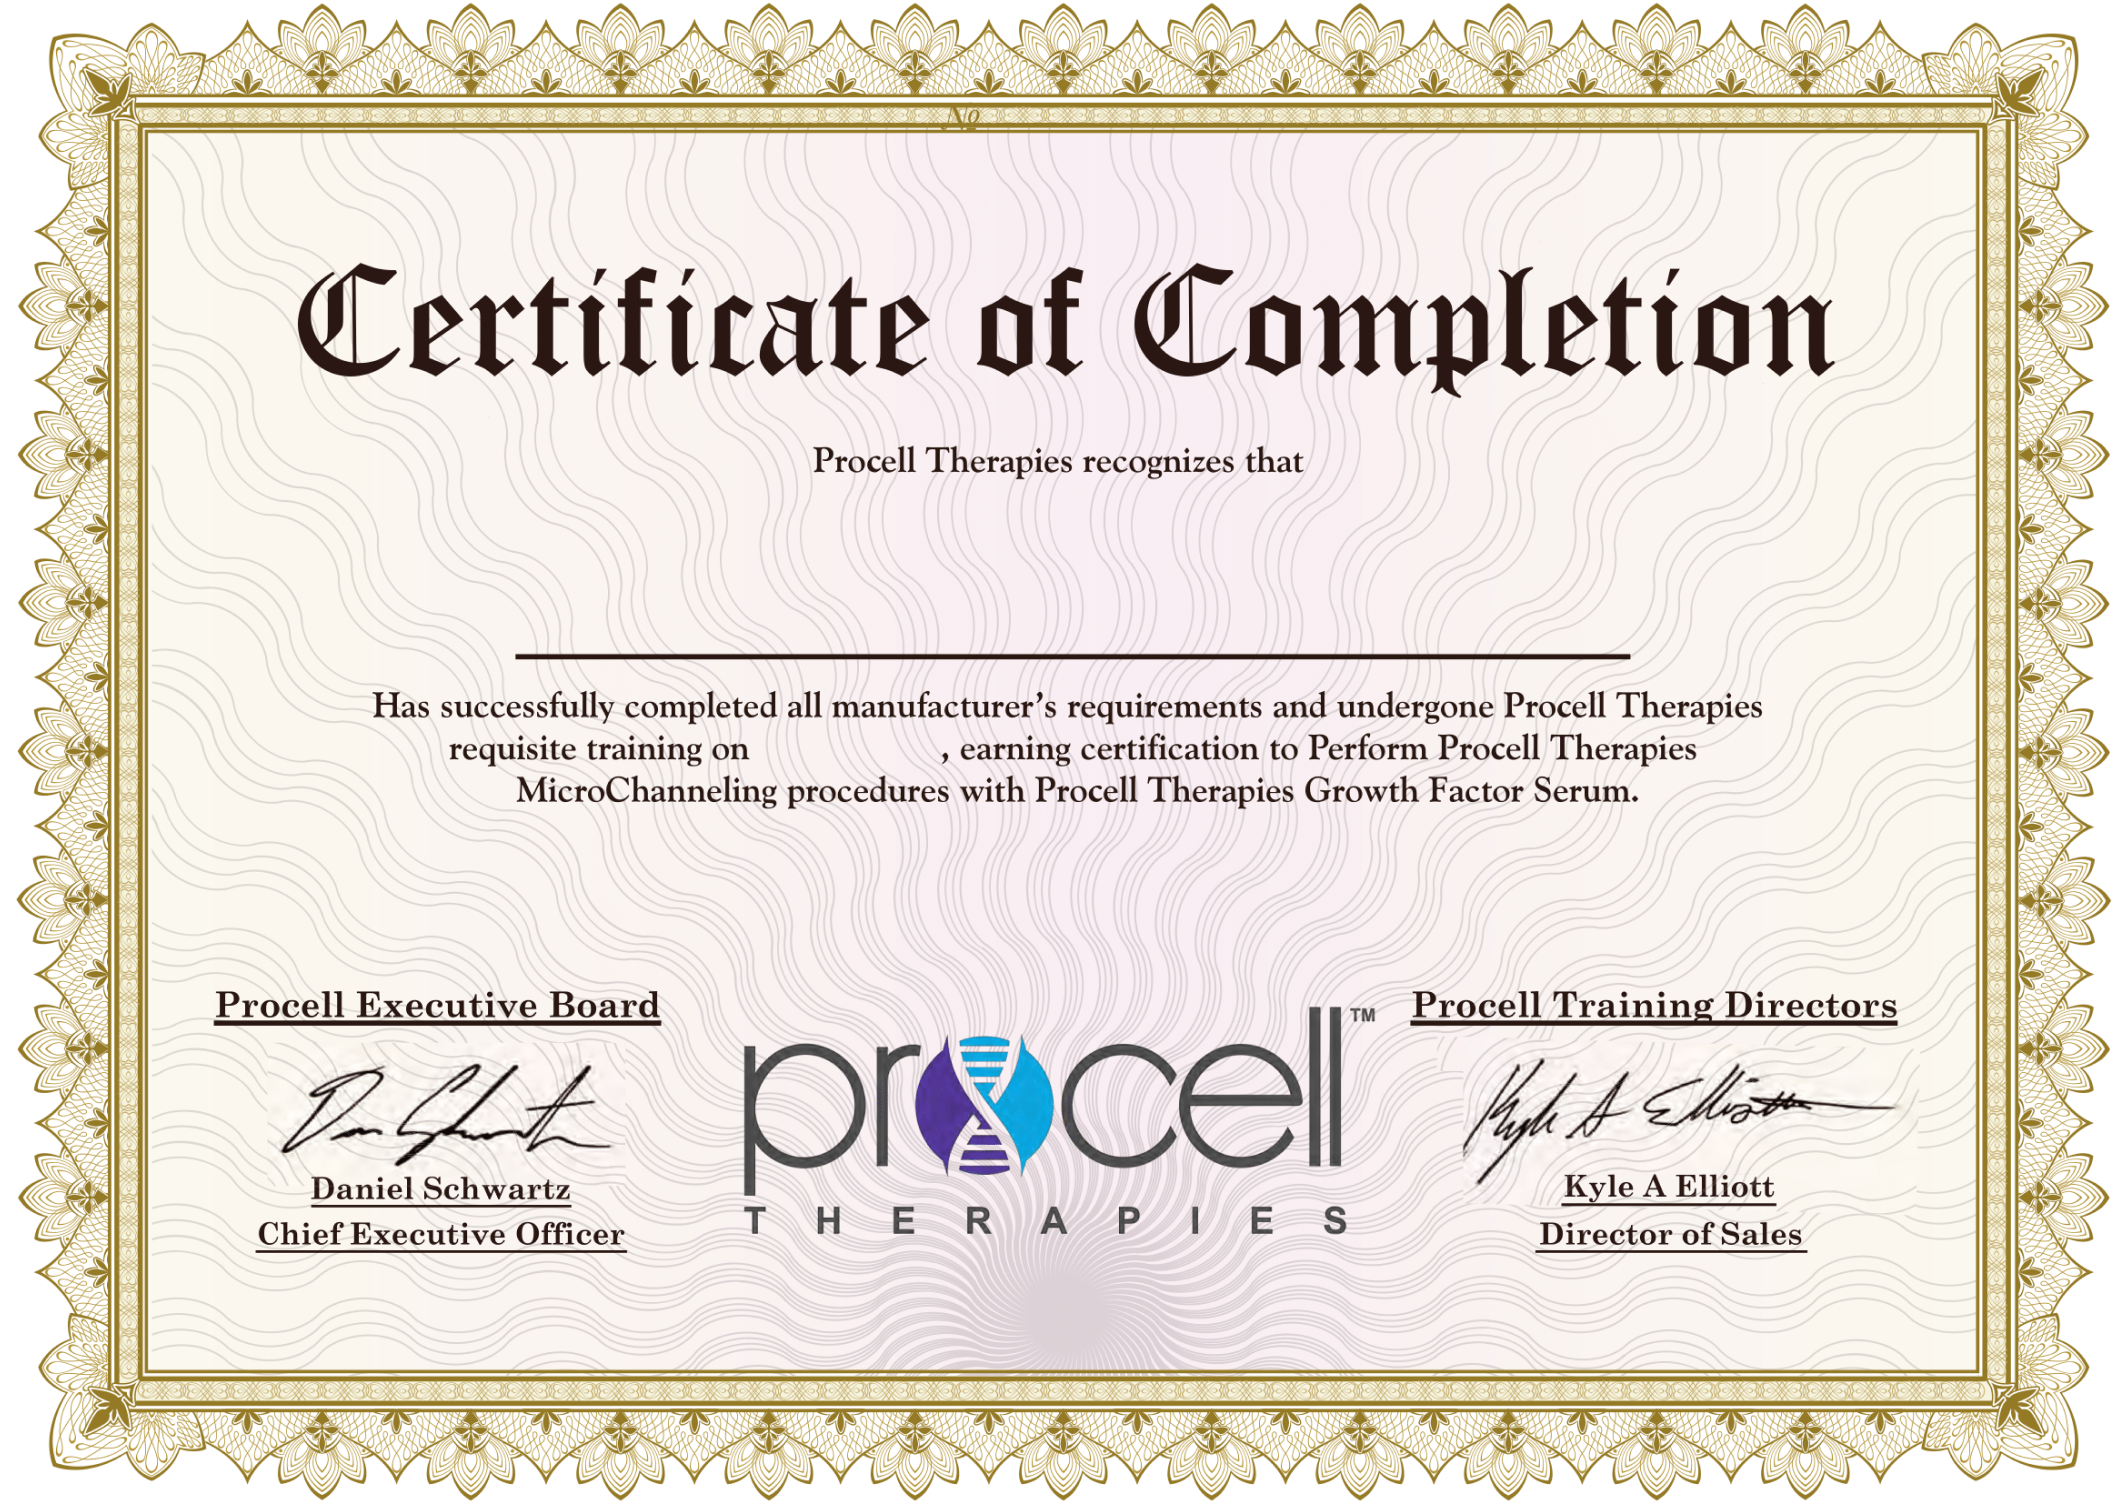 №
Certificate of Completion
Procell Therapies recognizes that
Has successfully completed all manufacturer's requirements and undergone Procell Therapies
requisite training on , earning certification to Perform Procell Therapies
MicroChanneling procedures with Procell Therapies Growth Factor Serum.
Procell Executive Board
Daniel Schwartz
Chief Executive Officer
procell™
THERAPIES
Procell Training Directors
Kyle A Elliott
Kyle A Elliott
Director of Sales